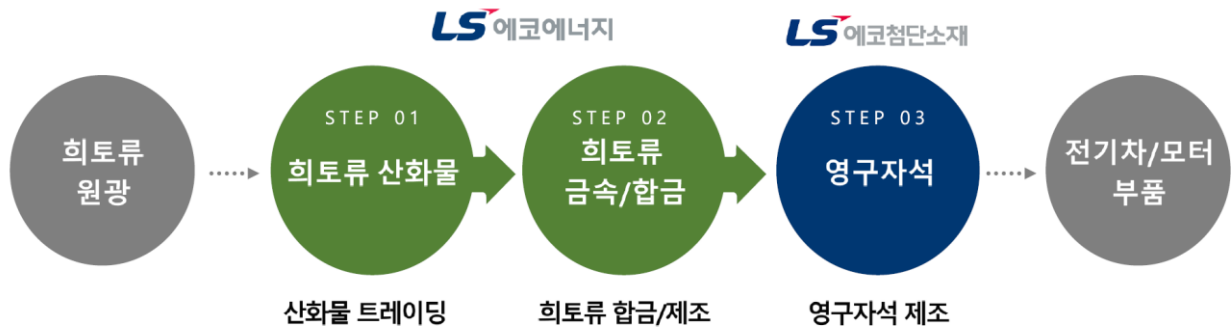 LS 에코에너지
LS 에코첨단소재
희토류
원광
STEP 01
희토류 산화물
STEP 02
희토류
금속/합금
STEP 03
영구자석
전기차/모터
부품
산화물 트레이딩
희토류 합금/제조
영구자석 제조